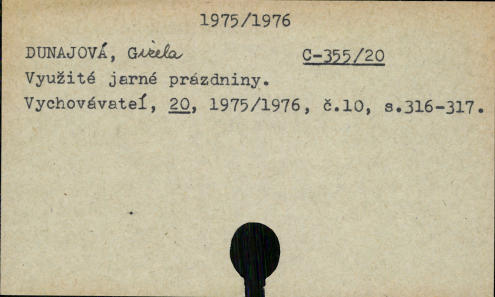 1975/1976
DUNAJOVÁ, Gizela C-355/20
Využité jarné prázdniny.
Vychovávateľ, 20, 1975/1976, č.10, s.316-317.